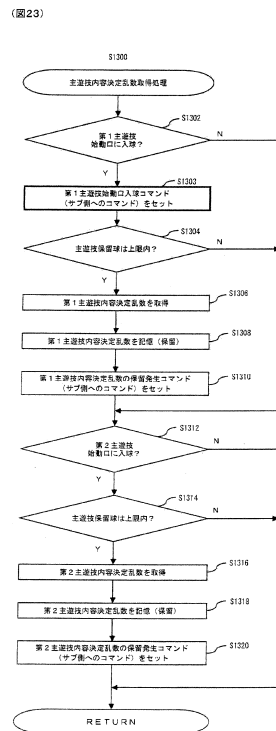 (図23)
S1300
主遊技内容決定乱数取得処理
S1302
第1主遊技
始動口に入球?
N
Y
S1303
第1主遊技始動口入球コマンド
(サブ側へのコマンド)をセット
S1304
主遊技保留球は上限内?
N
Y
S1306
第1主遊技内容決定乱数を取得
S1308
第1主遊技内容決定乱数を記憶(保留)
S1310
第1主遊技内容決定乱数の保留発生コマンド
(サブ側へのコマンド)をセット
S1312
第2主遊技
始動口に入球?
N
Y
S1314
主遊技保留球は上限内?
N
Y
S1316
第2主遊技内容決定乱数を取得
S1318
第2主遊技内容決定乱数を記憶(保留)
S1320
第2主遊技内容決定乱数の保留発生コマンド
(サブ側へのコマンド)をセット
RETURN